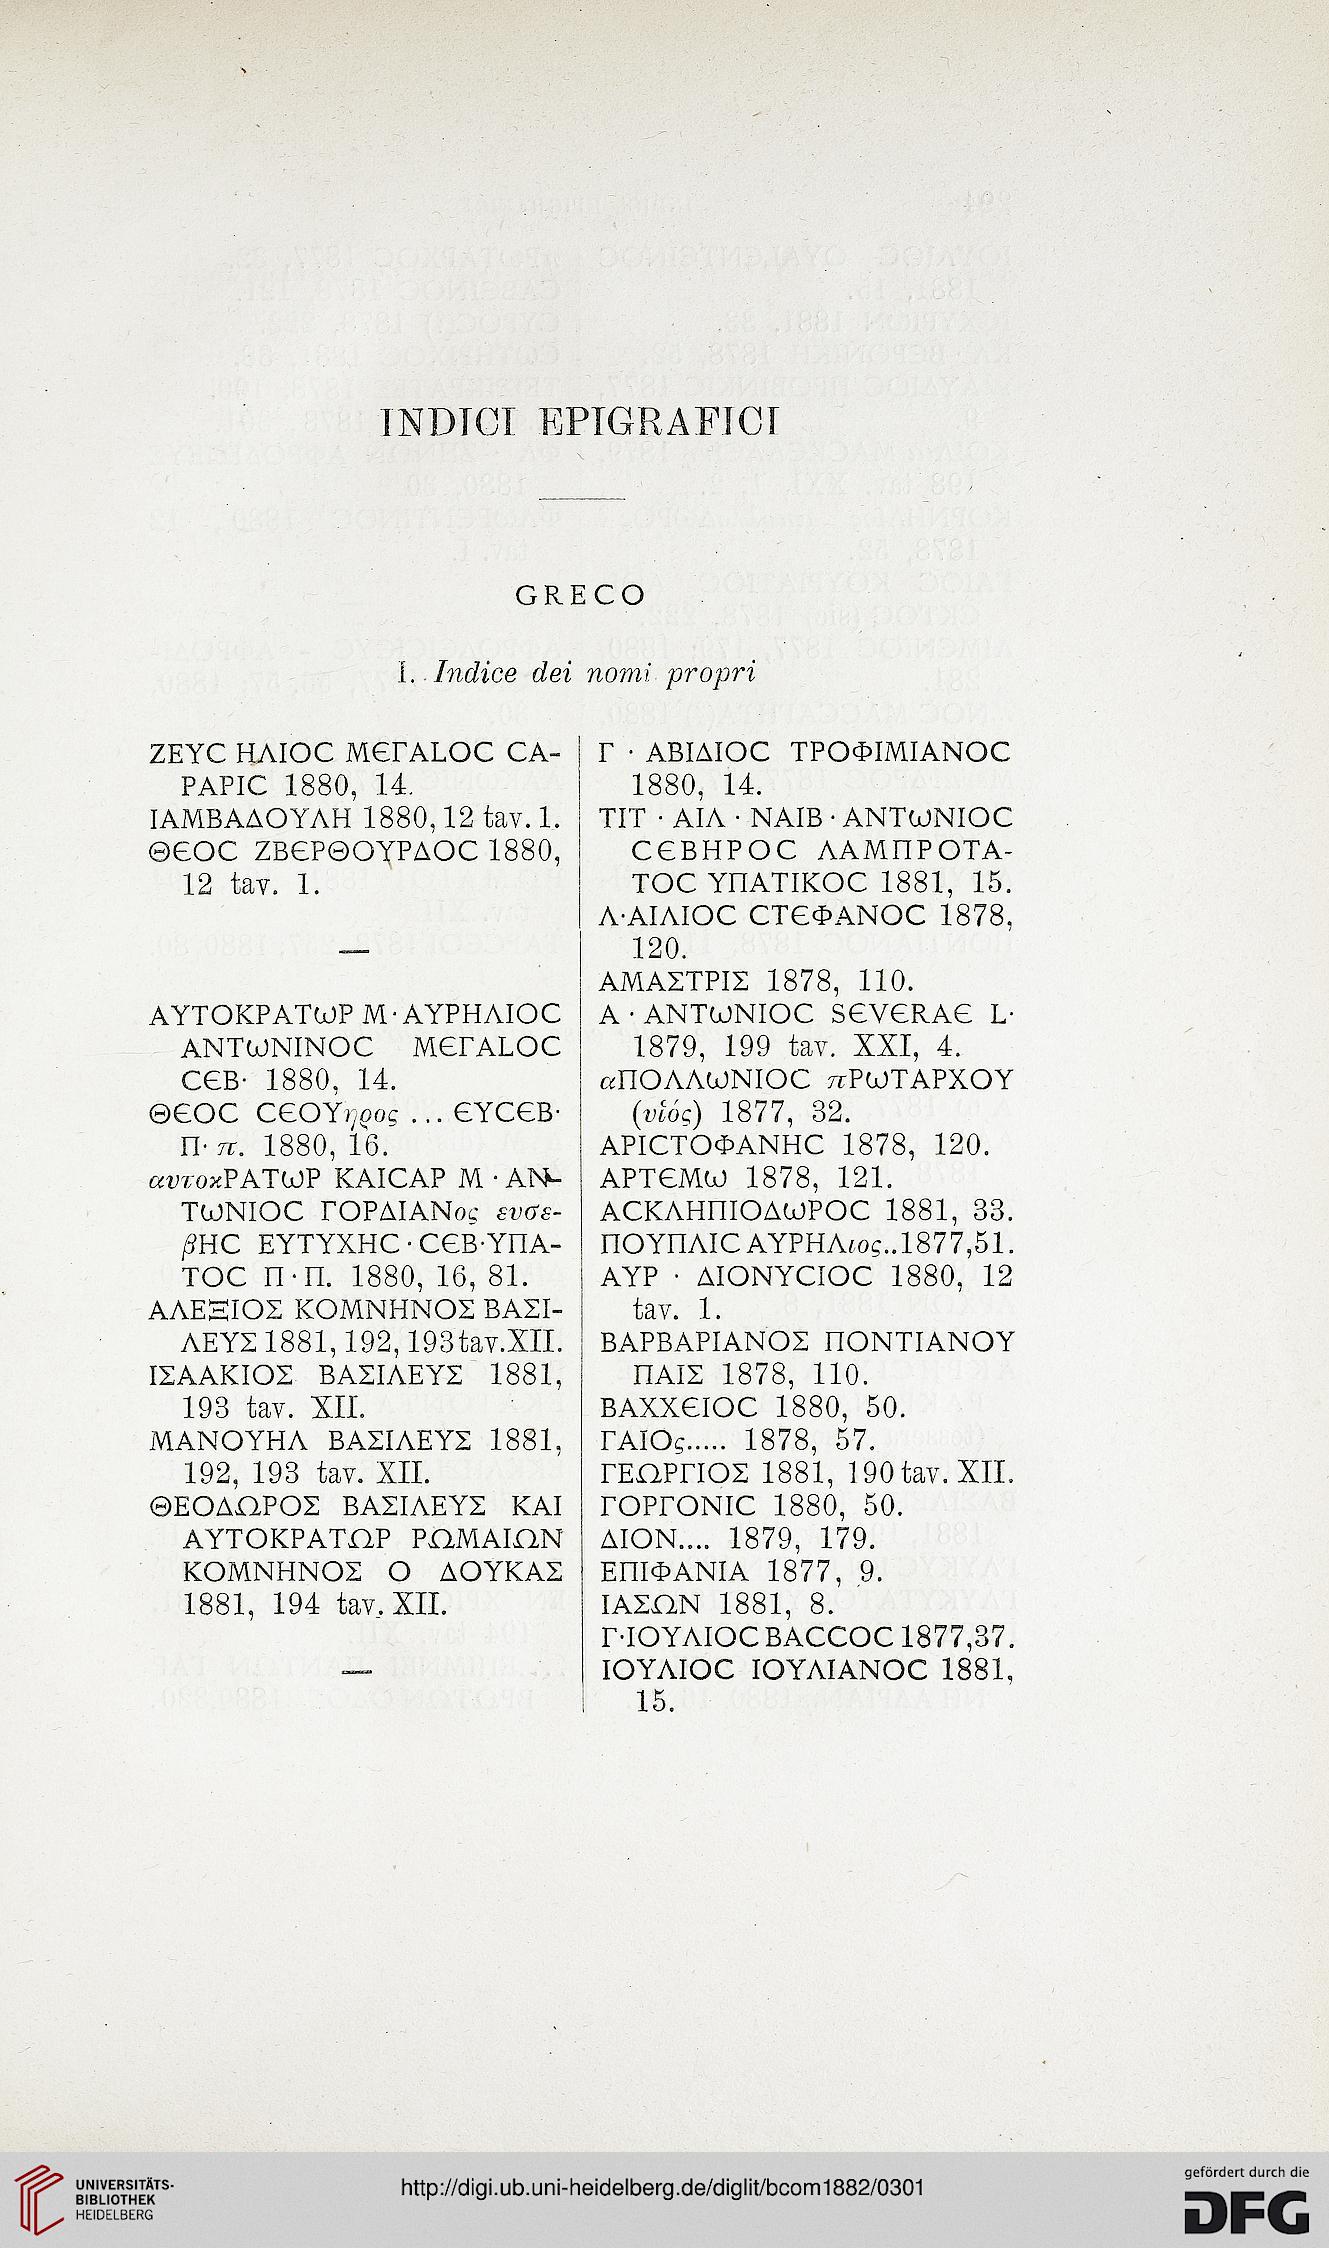 INDICI EPIGRAFICI
GRECO
I. Indice dei nomi propri
ΖΕΥϹ ΗΛΙΟϹ ΜЄΓΑLΟϹ ϹΑ-
ΡΑΡΙϹ 1880, 14.
ΙΑΜΒΑΔΟΥΛΗ 1880, 12 tav. 1.
ΘЄΟϹ ΖΒЄΡΘΟΥΡΔΟϹ 1880,
12 tav. 1.
—
ΑΥΤΟΚΡΑΤωΡ Μ · ΑΥΡΗΛΙΟϹ
ΑΝΤωΝΙΝΟϹ ΜЄΓΑLΟϹ
ϹЄΒ· 1880, 14.
ΘЄΟϹ ϹЄΟΥηρος ... ЄΥϹЄΒ·
Π· π. 1880, 16.
αυτοκΡΑΤωΡ ΚΑΙϹΑΡ Μ · ΑΝ-
ΤωΝΙΟϹ ΓΟΡΔΙΑΝος ευσε-
βΗϹ ΕΥΤΥΧΗϹ · ϹЄΒ·ΥΠΑ-
ΤΟϹ Π · Π. 1880, 16, 81.
ΑΛΕΞΙΟΣ ΚΟΜΝΗΝΟΣ ΒΑΣΙ-
ΛΕΥΣ 1881, 192, 193 tav. XII.
ΙΣΑΑΚΙΟΣ ΒΑΣΙΛΕΥΣ 1881,
193 tav. XII.
ΜΑΝΟΥΗΛ ΒΑΣΙΛΕΥΣ 1881,
192, 193 tav. XII.
ΘΕΟΔΩΡΟΣ ΒΑΣΙΛΕΥΣ ΚΑΙ
ΑΥΤΟΚΡΑΤΩΡ ΡΩΜΑΙΩΝ
ΚΟΜΝΗΝΟΣ Ο ΔΟΥΚΑΣ
1881, 194 tav. XII.
—
Γ · ΑΒΙΔΙΟϹ ΤΡΟΦΙΜΙΑΝΟϹ
1880, 14.
ΤΙΤ · ΑΙΛ · ΝΑΙΒ · ΑΝΤωΝΙΟϹ
ϹЄΒΗΡΟϹ ΛΑΜΠΡΟΤΑ-
ΤΟϹ ΥΠΑΤΙΚΟϹ 1881, 15.
Λ·ΑΙΛΙΟϹ ϹΤЄΦΑΝΟϹ 1878,
120.
ΑΜΑΣΤΡΙΣ 1878, 110.
Α · ΑΝΤωΝΙΟϹ SЄVЄRAЄ L·
1879, 199 tav. XXI, 4.
αΠΟΛΛωΝΙΟϹ πΡωΤΑΡΧΟΥ
(υἱός) 1877, 32.
ΑΡΙϹΤΟΦΑΝΗϹ 1878, 120.
ΑΡΤЄΜω 1878, 121.
ΑϹΚΛΗΠΙΟΔωΡΟϹ 1881, 33.
ΠΟΥΠΛΙϹ ΑΥΡΗΛιος..1877,51.
ΑΥΡ · ΔΙΟΝΥϹΙΟϹ 1880, 12
tav. 1.
ΒΑΡΒΑΡΙΑΝΟΣ ΠΟΝΤΙΑΝΟΥ
ΠΑΙΣ 1878, 110.
ΒΑΧΧЄΙΟϹ 1880, 50.
ΓΑΙΟς..... 1878, 57.
ΓΕΩΡΓΙΟΣ 1881, 190 tav. XII.
ΓΟΡΓΟΝΙϹ 1880, 50.
ΔΙΟΝ.... 1879, 179.
ΕΠΙΦΑΝΙΑ 1877, 9.
ΙΑΣΩΝ 1881, 8.
Γ·ΙΟΥΛΙΟϹ ΒΑϹϹΟϹ 1877,37.
ΙΟΥΛΙΟϹ ΙΟΥΛΙΑΝΟϹ 1881,
15.
UNIVERSITÄTS-
BIBLIOTHEK
HEIDELBERG
http://digi.ub.uni-heidelberg.de/diglit/bcom1882/0301
gefördert durch die
DFG